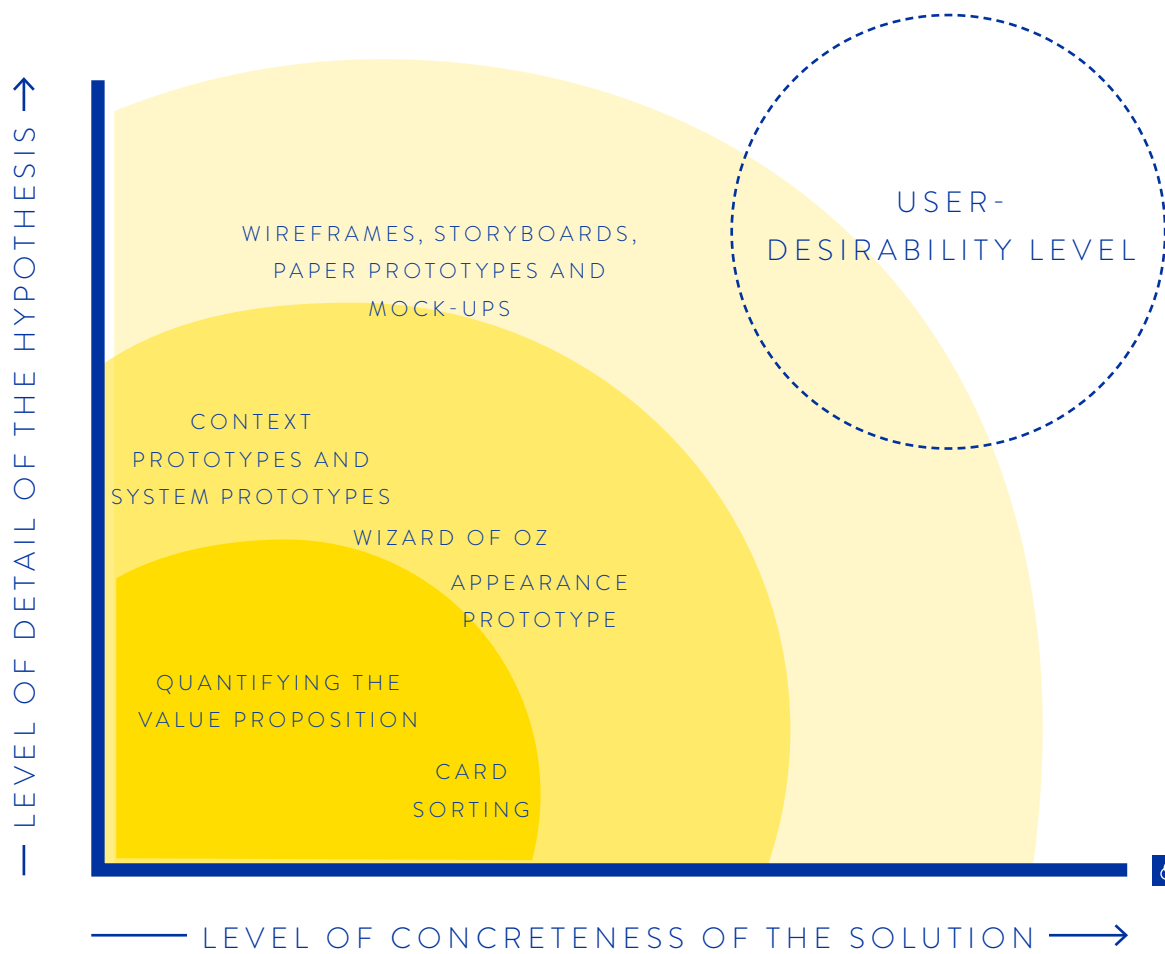 USER-
DESIRABILITY LEVEL
WIREFRAMES, STORYBOARDS,
PAPER PROTOTYPES AND
MOCK-UPS
CONTEXT
PROTOTYPES AND
SYSTEM PROTOTYPES
WIZARD OF OZ
APPEARANCE
PROTOTYPE
QUANTIFYING THE
VALUE PROPOSITION
CARD
SORTING
LEVEL OF DETAIL OF THE HYPOTHESIS
LEVEL OF CONCRETENESS OF THE SOLUTION